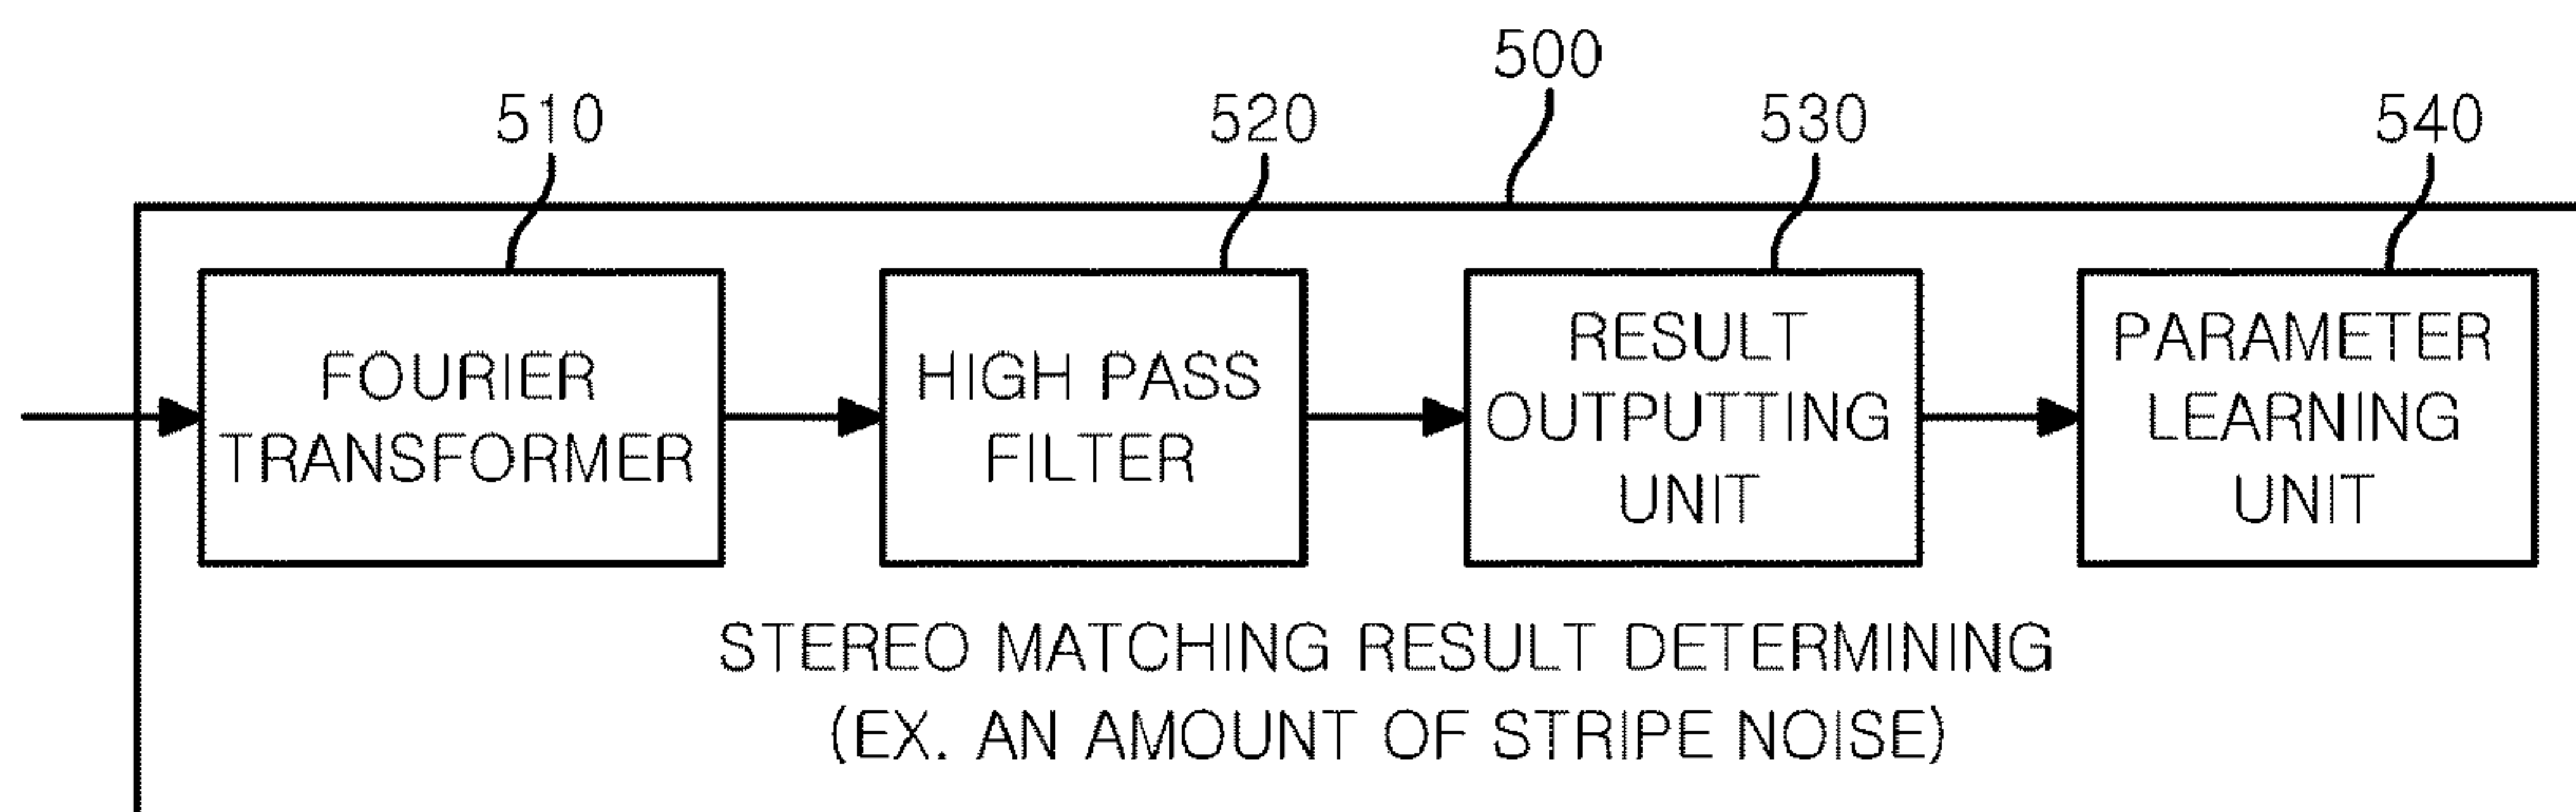 500
510
520
530
540
FOURIER
TRANSFORMER
HIGH PASS
FILTER
RESULT
OUTPUTTING
UNIT
PARAMETER
LEARNING
UNIT
STEREO MATCHING RESULT DETERMINING
(EX. AN AMOUNT OF STRIPE NOISE)